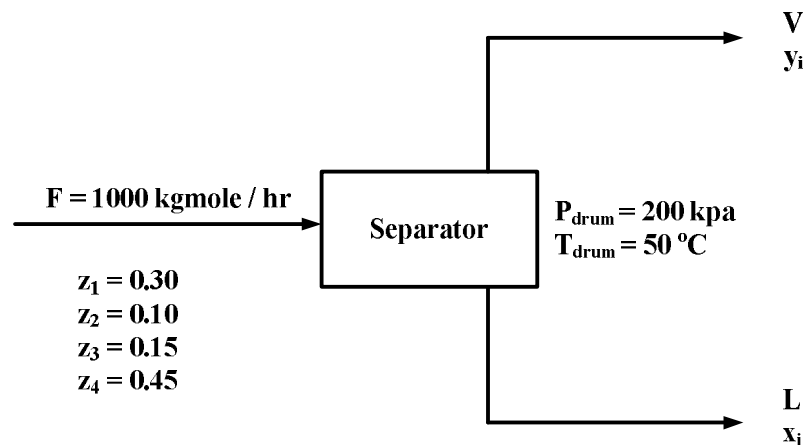 V
yᵢ
F = 1000 kgmole / hr
Separator
P_drum = 200 kpa
T_drum = 50 ºC
z₁ = 0.30
z₂ = 0.10
z₃ = 0.15
z₄ = 0.45
L
xᵢ